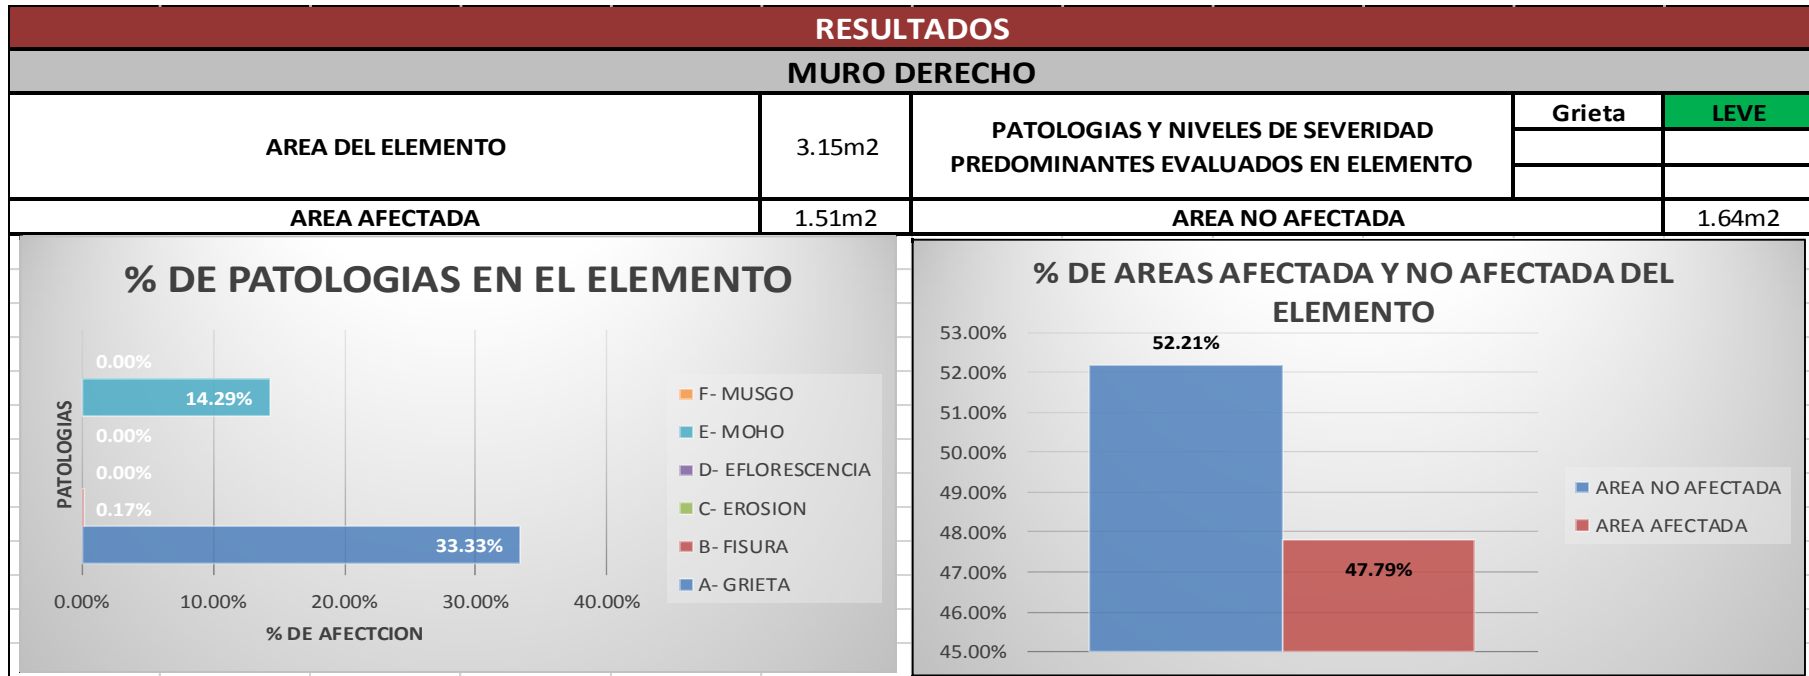 RESULTADOS
MURO DERECHO
AREA DEL ELEMENTO
3.15m2
PATOLOGIAS Y NIVELES DE SEVERIDAD
PREDOMINANTES EVALUADOS EN ELEMENTO
Grieta
LEVE
AREA AFECTADA
1.51m2
AREA NO AFECTADA
1.64m2
% DE PATOLOGIAS EN EL ELEMENTO
PATOLOGIAS
0.00%
14.29%
0.00%
0.00%
0.17%
33.33%
0.00%
10.00%
20.00%
30.00%
40.00%
% DE AFECTCION
F- MUSGO
E- MOHO
D- EFLORESCENCIA
C- EROSION
B- FISURA
A- GRIETA
% DE AREAS AFECTADA Y NO AFECTADA DEL
ELEMENTO
53.00%
52.00%
51.00%
50.00%
49.00%
48.00%
47.00%
46.00%
45.00%
52.21%
47.79%
AREA NO AFECTADA
AREA AFECTADA